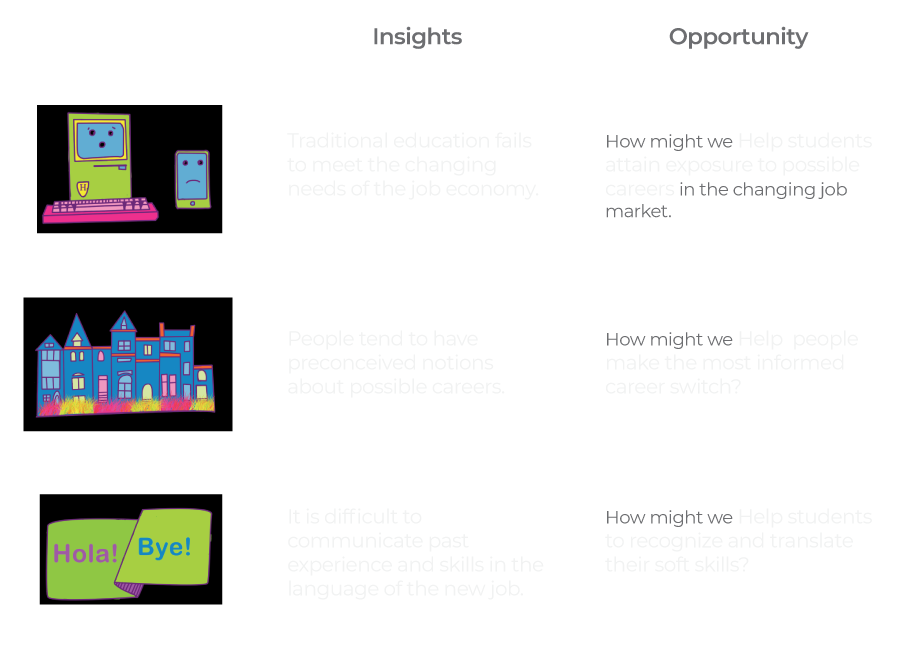 Insights
Opportunity
H
Traditional education fails
to meet the changing
needs of the job economy.
How might we Help students
attain exposure to possible
careers in the changing job
market.
People tend to have
preconceived notions
about possible careers.
How might we Help  people
make the most informed
career switch?
Hola!
Bye!
It is difficult to
communicate past
experience and skills in the
language of the new job.
How might we Help students
to recognize and translate
their soft skills?